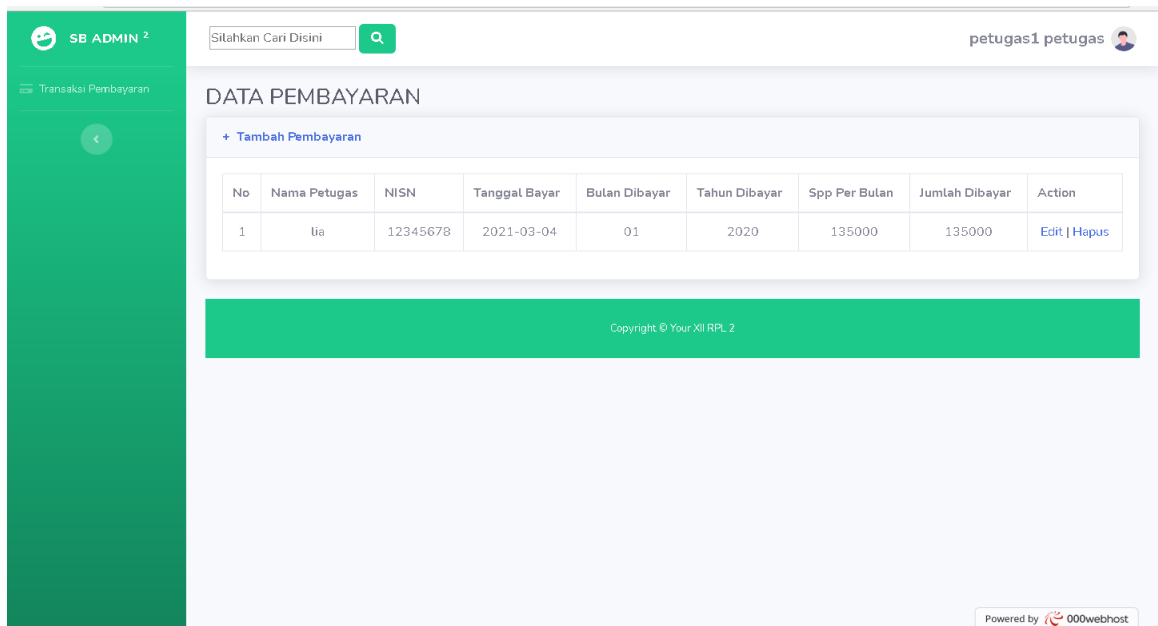 SB ADMIN 2
Silahkan Cari Disini
petugas1 petugas
Transaksi Pembayaran
DATA PEMBAYARAN
+ Tambah Pembayaran
No Nama Petugas NISN Tanggal Bayar Bulan Dibayar Tahun Dibayar Spp Per Bulan Jumlah Dibayar Action
1 lia 12345678 2021-03-04 01 2020 135000 135000 Edit | Hapus
Copyright © Your XII RPL 2
Powered by 000webhost